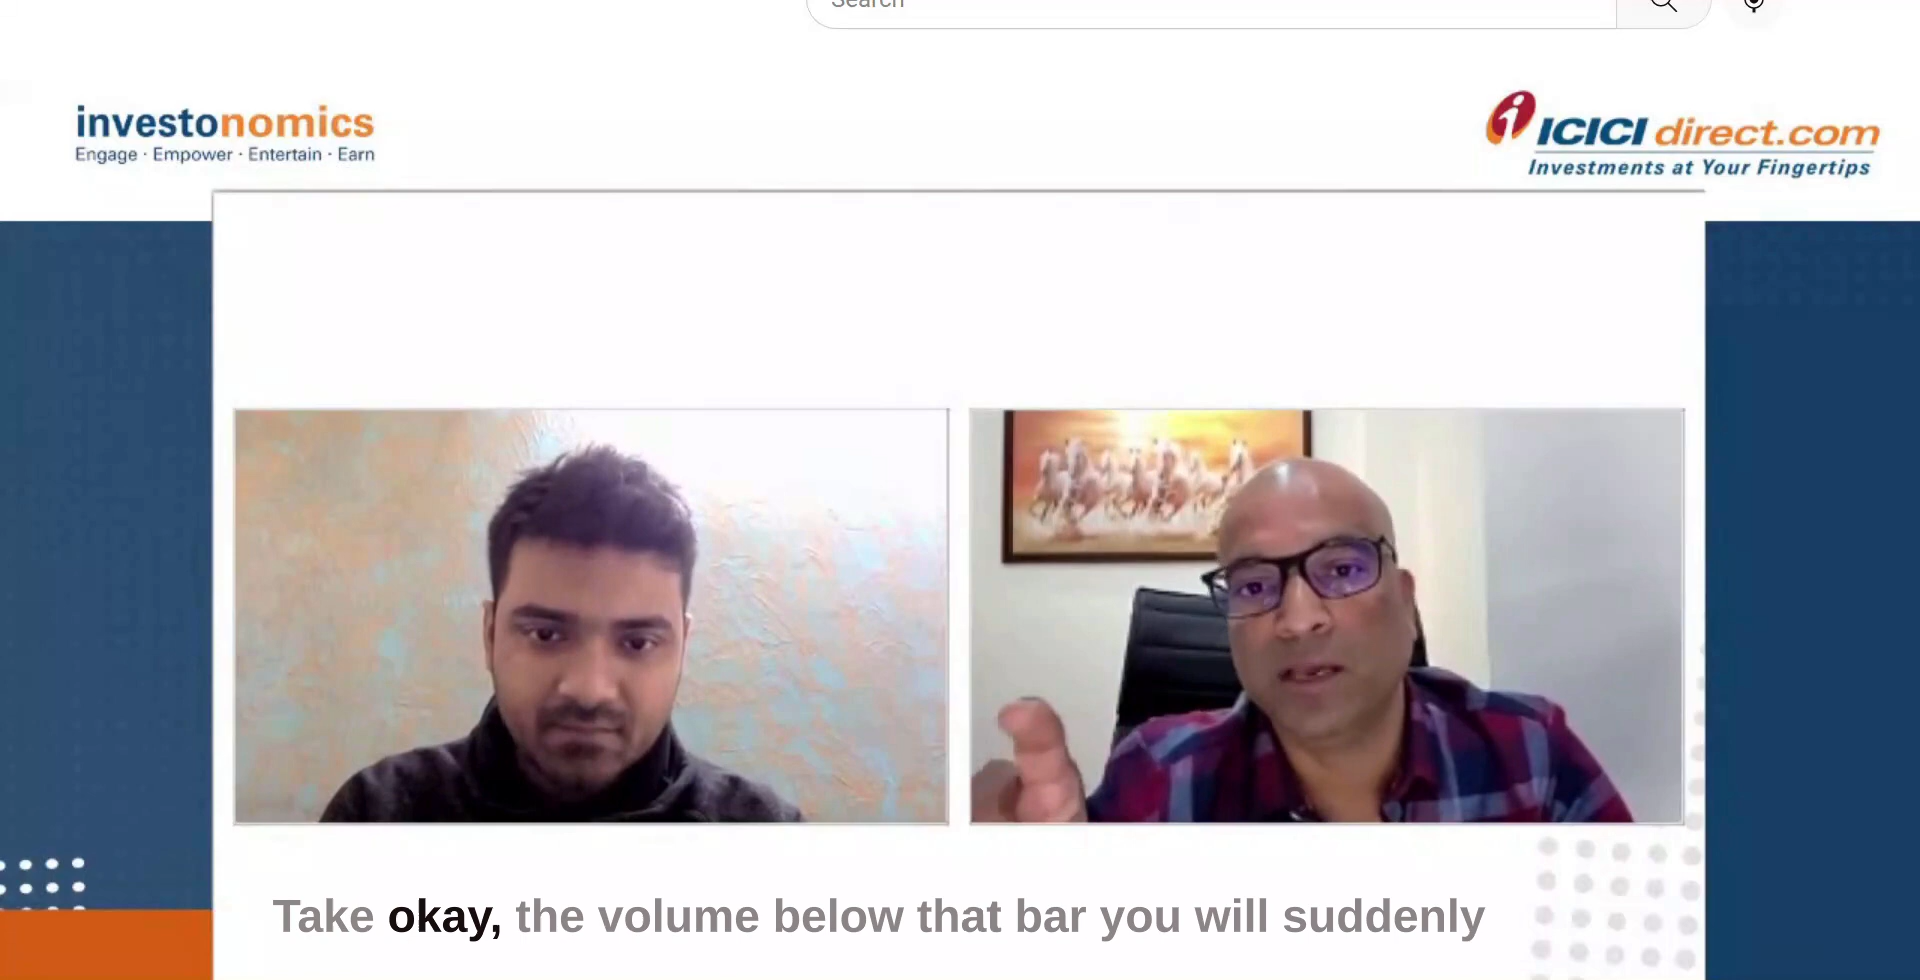 Search
investonomics
Engage · Empower · Entertain · Earn
ICICI direct.com
Investments at Your Fingertips
Take okay, the volume below that bar you will suddenly